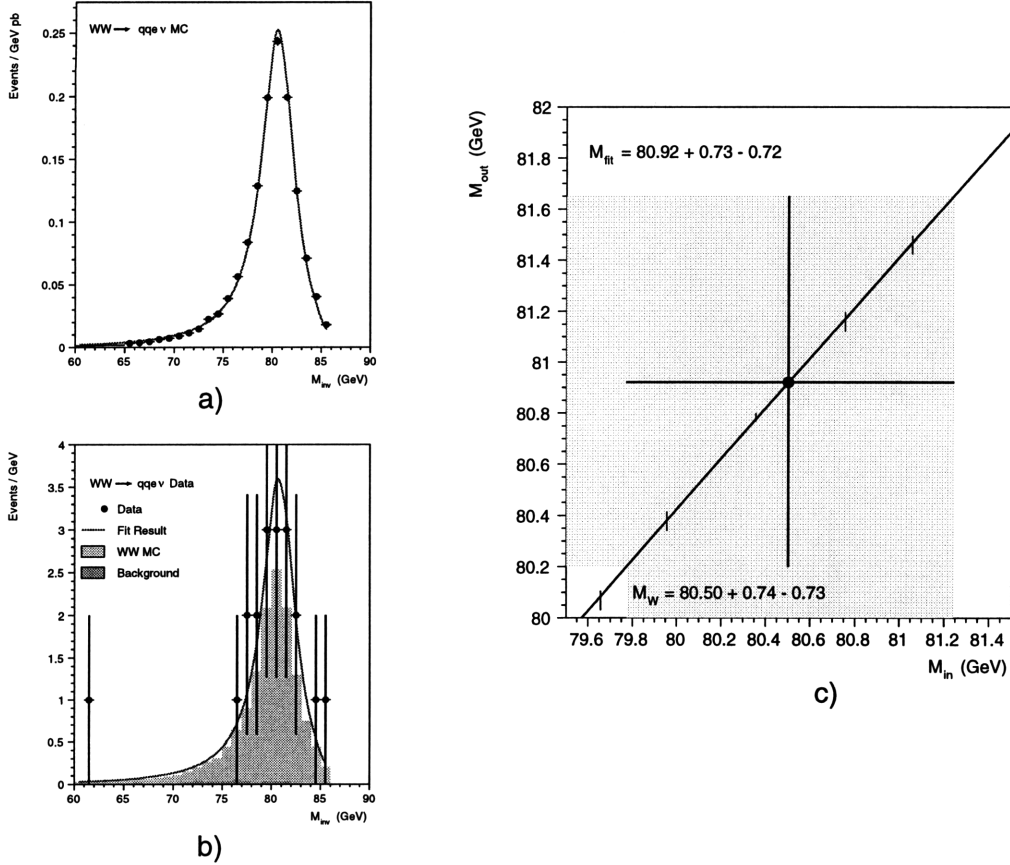 WW → qqe ν MC
Events / GeV pb
0.25
0.2
0.15
0.1
0.05
0
60 65 70 75 80 85 90
M_inv (GeV)
a)
WW → qqe ν Data
Data
Fit Result
WW MC
Background
Events / GeV
4
3.5
3
2.5
2
1.5
1
0.5
0
60 65 70 75 80 85 90
M_inv (GeV)
b)
M_out (GeV)
82
81.8
81.6
81.4
81.2
81
80.8
80.6
80.4
80.2
80
M_fit = 80.92 + 0.73 - 0.72
M_W = 80.50 + 0.74 - 0.73
79.6 79.8 80 80.2 80.4 80.6 80.8 81 81.2 81.4
M_in (GeV)
c)